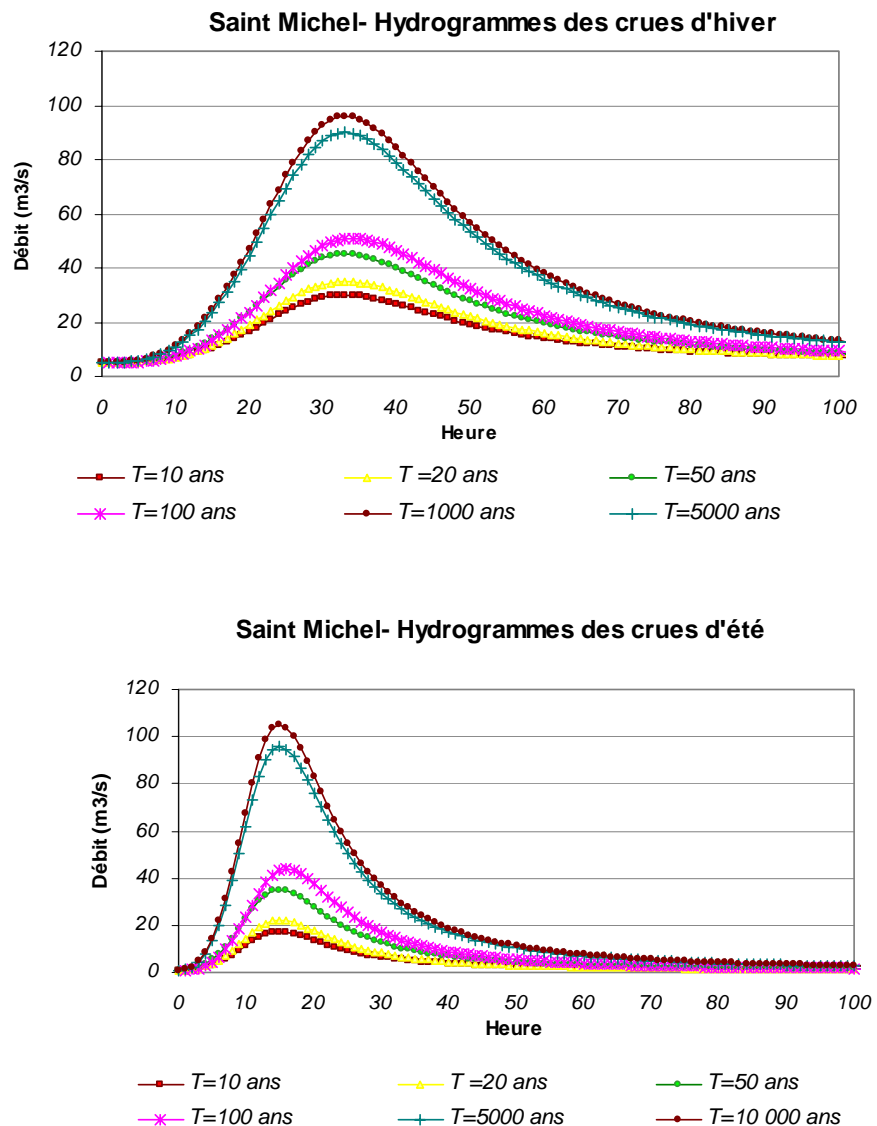 Saint Michel- Hydrogrammes des crues d'hiver
Débit (m3/s)
120
100
80
60
40
20
0
0 10 20 30 40 50 60 70 80 90 100
Heure
T=10 ans T =20 ans T=50 ans
T=100 ans T=1000 ans T=5000 ans
Saint Michel- Hydrogrammes des crues d'été
Débit (m3/s)
120
100
80
60
40
20
0
0 10 20 30 40 50 60 70 80 90 100
Heure
T=10 ans T =20 ans T=50 ans
T=100 ans T=5000 ans T=10 000 ans